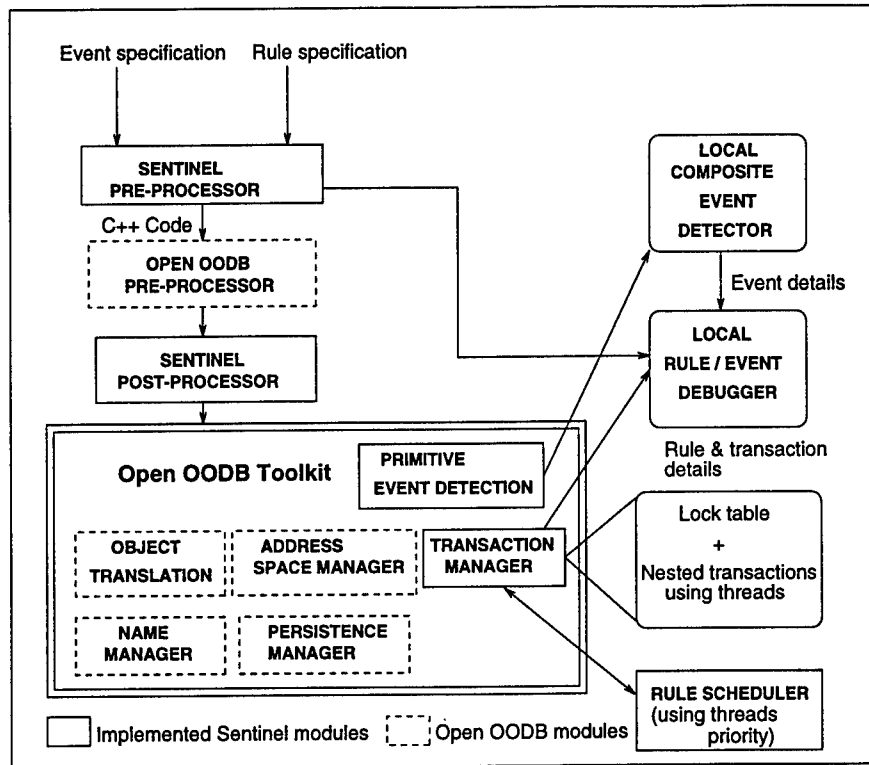 Event specification
Rule specification
SENTINEL
PRE-PROCESSOR
C++ Code
OPEN OODB
PRE-PROCESSOR
SENTINEL
POST-PROCESSOR
LOCAL
COMPOSITE
EVENT
DETECTOR
Event details
LOCAL
RULE / EVENT
DEBUGGER
Rule & transaction
details
Open OODB Toolkit
PRIMITIVE
EVENT DETECTION
OBJECT
TRANSLATION
ADDRESS
SPACE MANAGER
TRANSACTION
MANAGER
Lock table
+
Nested transactions
using threads
NAME
MANAGER
PERSISTENCE
MANAGER
RULE SCHEDULER
(using threads
priority)
Implemented Sentinel modules
Open OODB modules